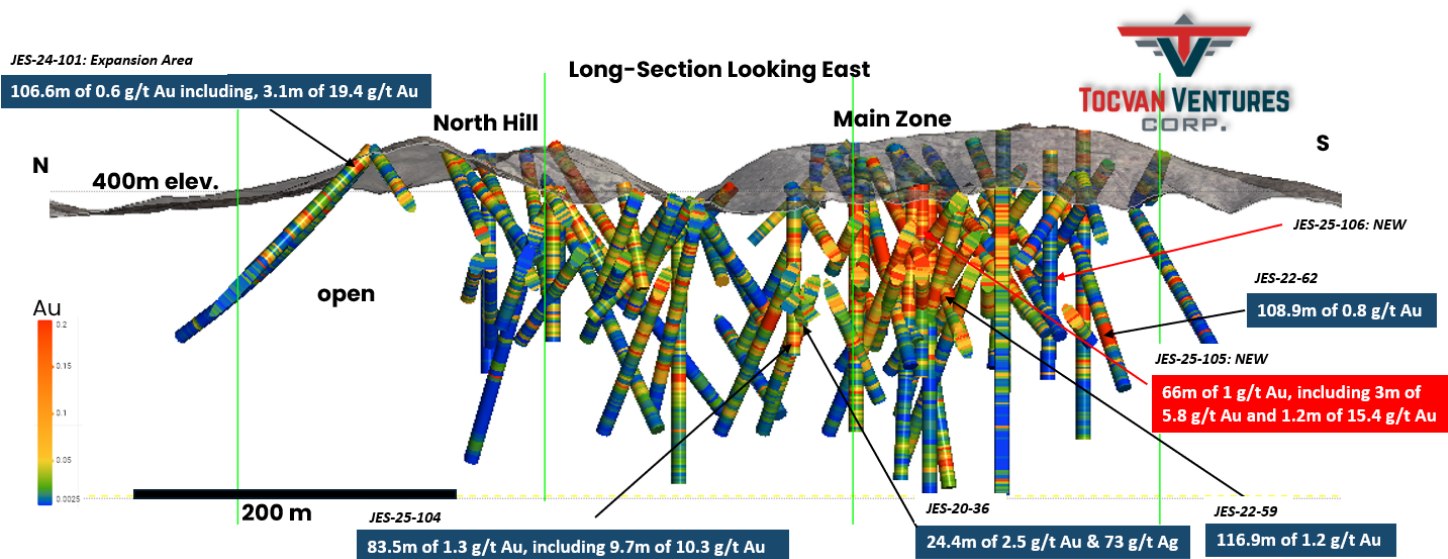 JES-24-101: Expansion Area
106.6m of 0.6 g/t Au including, 3.1m of 19.4 g/t Au
Long-Section Looking East
TOCVAN VENTURES
CORP.
North Hill
Main Zone
N
S
400m elev.
JES-25-106: NEW
open
JES-22-62
108.9m of 0.8 g/t Au
Au
0.2
0.15
0.1
0.05
0.0025
JES-25-105: NEW
66m of 1 g/t Au, including 3m of
5.8 g/t Au and 1.2m of 15.4 g/t Au
200 m
JES-25-104
83.5m of 1.3 g/t Au, including 9.7m of 10.3 g/t Au
JES-20-36
24.4m of 2.5 g/t Au & 73 g/t Ag
JES-22-59
116.9m of 1.2 g/t Au